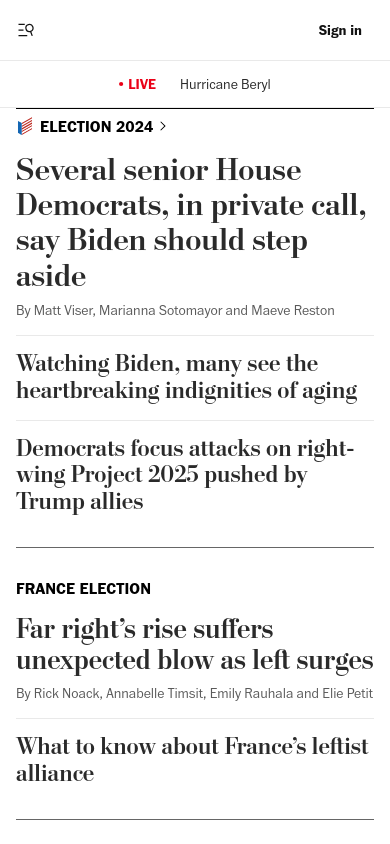 Sign in
• LIVE Hurricane Beryl
ELECTION 2024
Several senior House
Democrats, in private call,
say Biden should step
aside
By Matt Viser, Marianna Sotomayor and Maeve Reston
Watching Biden, many see the
heartbreaking indignities of aging
Democrats focus attacks on right-
wing Project 2025 pushed by
Trump allies
FRANCE ELECTION
Far right’s rise suffers
unexpected blow as left surges
By Rick Noack, Annabelle Timsit, Emily Rauhala and Elie Petit
What to know about France’s leftist
alliance